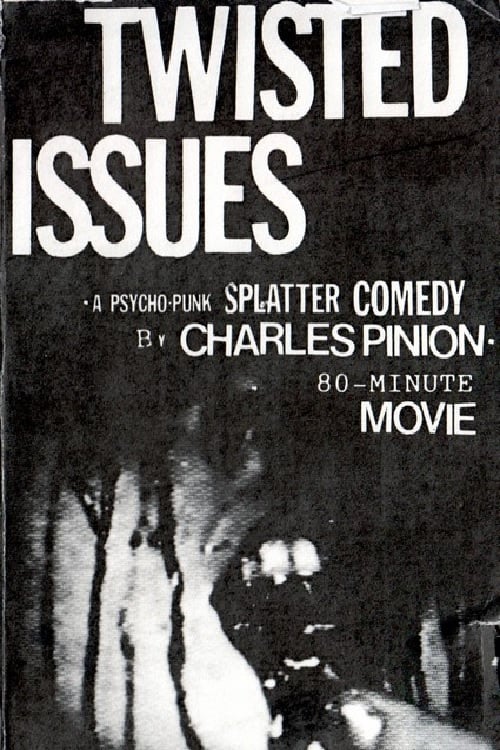 TWISTED
ISSUES
·A PSYCHO-PUNK SPLATTER COMEDY
BY CHARLES PINION·
80-MINUTE
MOVIE